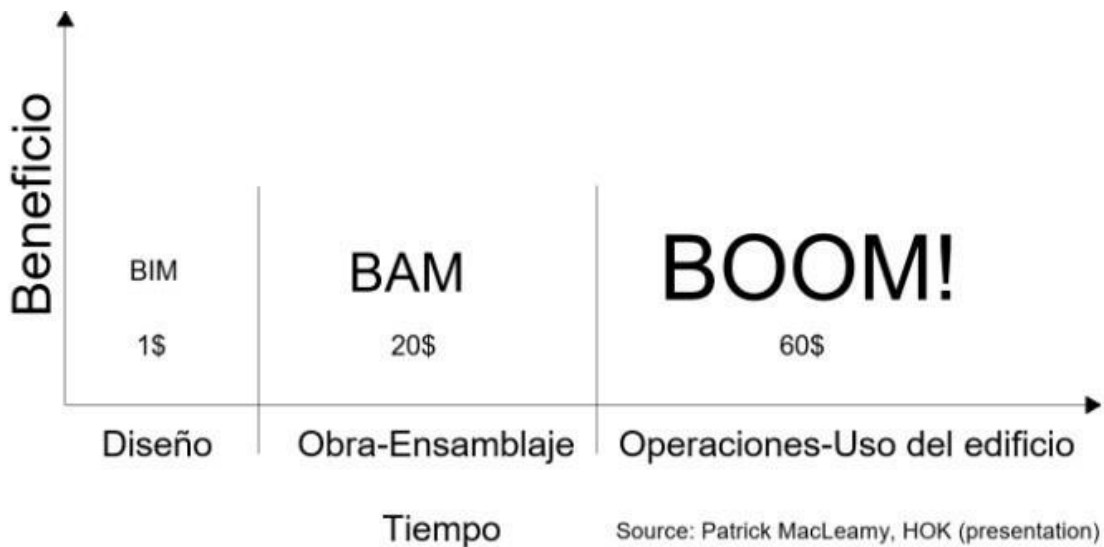 Beneficio
BIM
BAM
BOOM!
1$
20$
60$
Diseño
Obra-Ensamblaje
Operaciones-Uso del edificio
Tiempo
Source: Patrick MacLeamy, HOK (presentation)